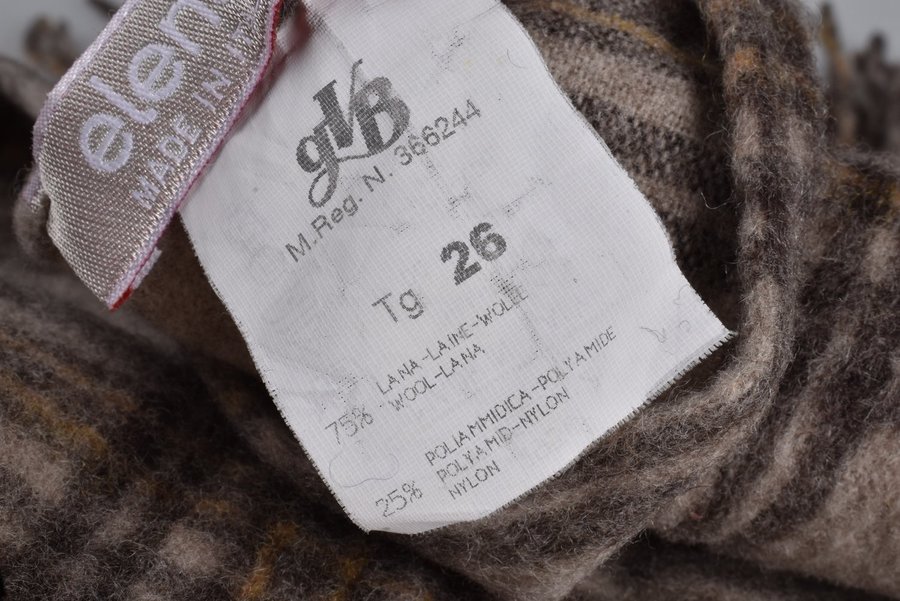 MADE IN
gVB
M.Reg. N. 366244
Tg 26
75% LANA-LAINE-WOLLE
WOOL-LANA
25% POLIAMMIDICA-POLYAMIDE
POLYAMID-NYLON
NYLON